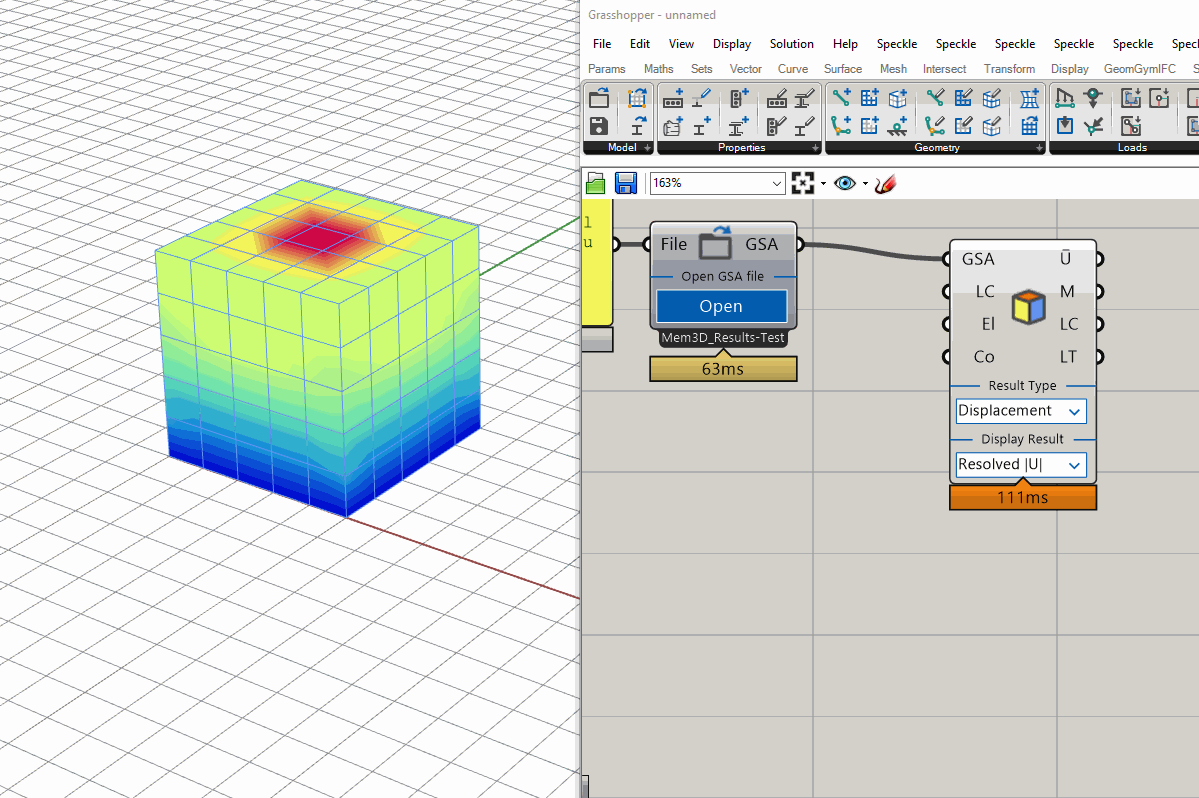 Grasshopper - unnamed
File Edit View Display Solution Help Speckle Speckle Speckle Speckle Speckle Speckl
Params Maths Sets Vector Curve Surface Mesh Intersect Transform Display GeomGymIFC S
Model Properties Geometry Loads
163%
l
u
File GSA
Open GSA file
Open
Mem3D_Results-Test
63ms
GSA Ū
LC M
El LC
Co LT
Result Type
Displacement
Display Result
Resolved |U|
111ms